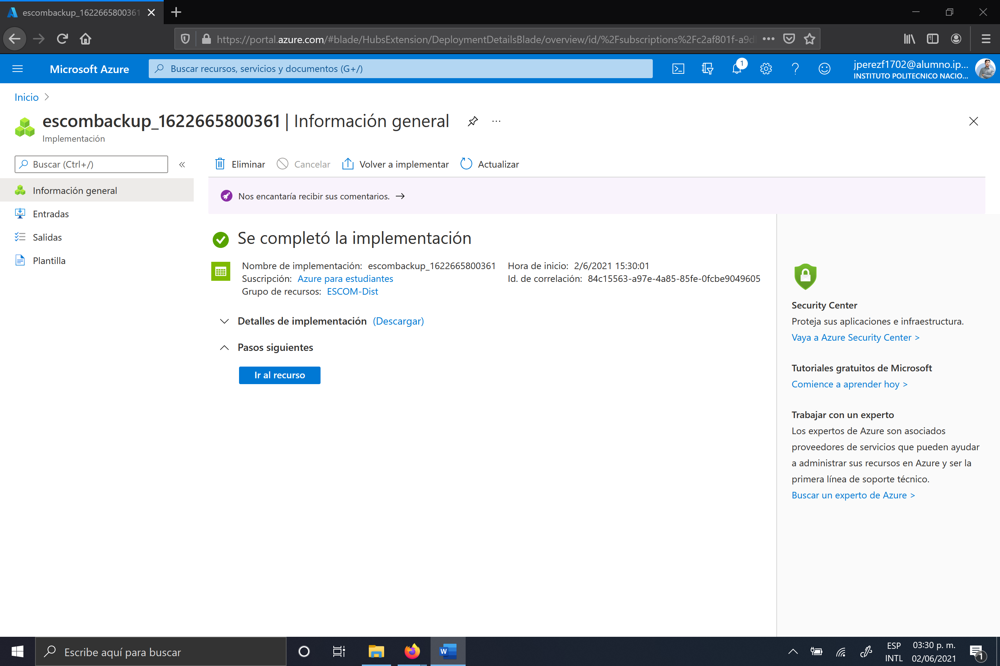 escombackup_1622665800361
https://portal.azure.com/#blade/HubsExtension/DeploymentDetailsBlade/overview/id/%2Fsubscriptions%2Fc2af801f-a9d
Microsoft Azure
Buscar recursos, servicios y documentos (G+/)
1
jperezf1702@alumno.ip...
INSTITUTO POLITECNICO NACIO...
Inicio
escombackup_1622665800361 | Información general
Implementación
Buscar (Ctrl+/)
Eliminar Cancelar Volver a implementar Actualizar
Información general
Entradas
Salidas
Plantilla
Nos encantaría recibir sus comentarios. →
Se completó la implementación
Nombre de implementación: escombackup_1622665800361
Suscripción: Azure para estudiantes
Grupo de recursos: ESCOM-Dist
Hora de inicio: 2/6/2021 15:30:01
Id. de correlación: 84c15563-a97e-4a85-85fe-0fcbe9049605
Detalles de implementación (Descargar)
Pasos siguientes
Ir al recurso
Security Center
Proteja sus aplicaciones e infraestructura.
Vaya a Azure Security Center >
Tutoriales gratuitos de Microsoft
Comience a aprender hoy >
Trabajar con un experto
Los expertos de Azure son asociados
proveedores de servicios que pueden ayudar
a administrar sus recursos en Azure y ser la
primera línea de soporte técnico.
Buscar un experto de Azure >
Escribe aquí para buscar
W
ESP
INTL
03:30 p. m.
02/06/2021
1